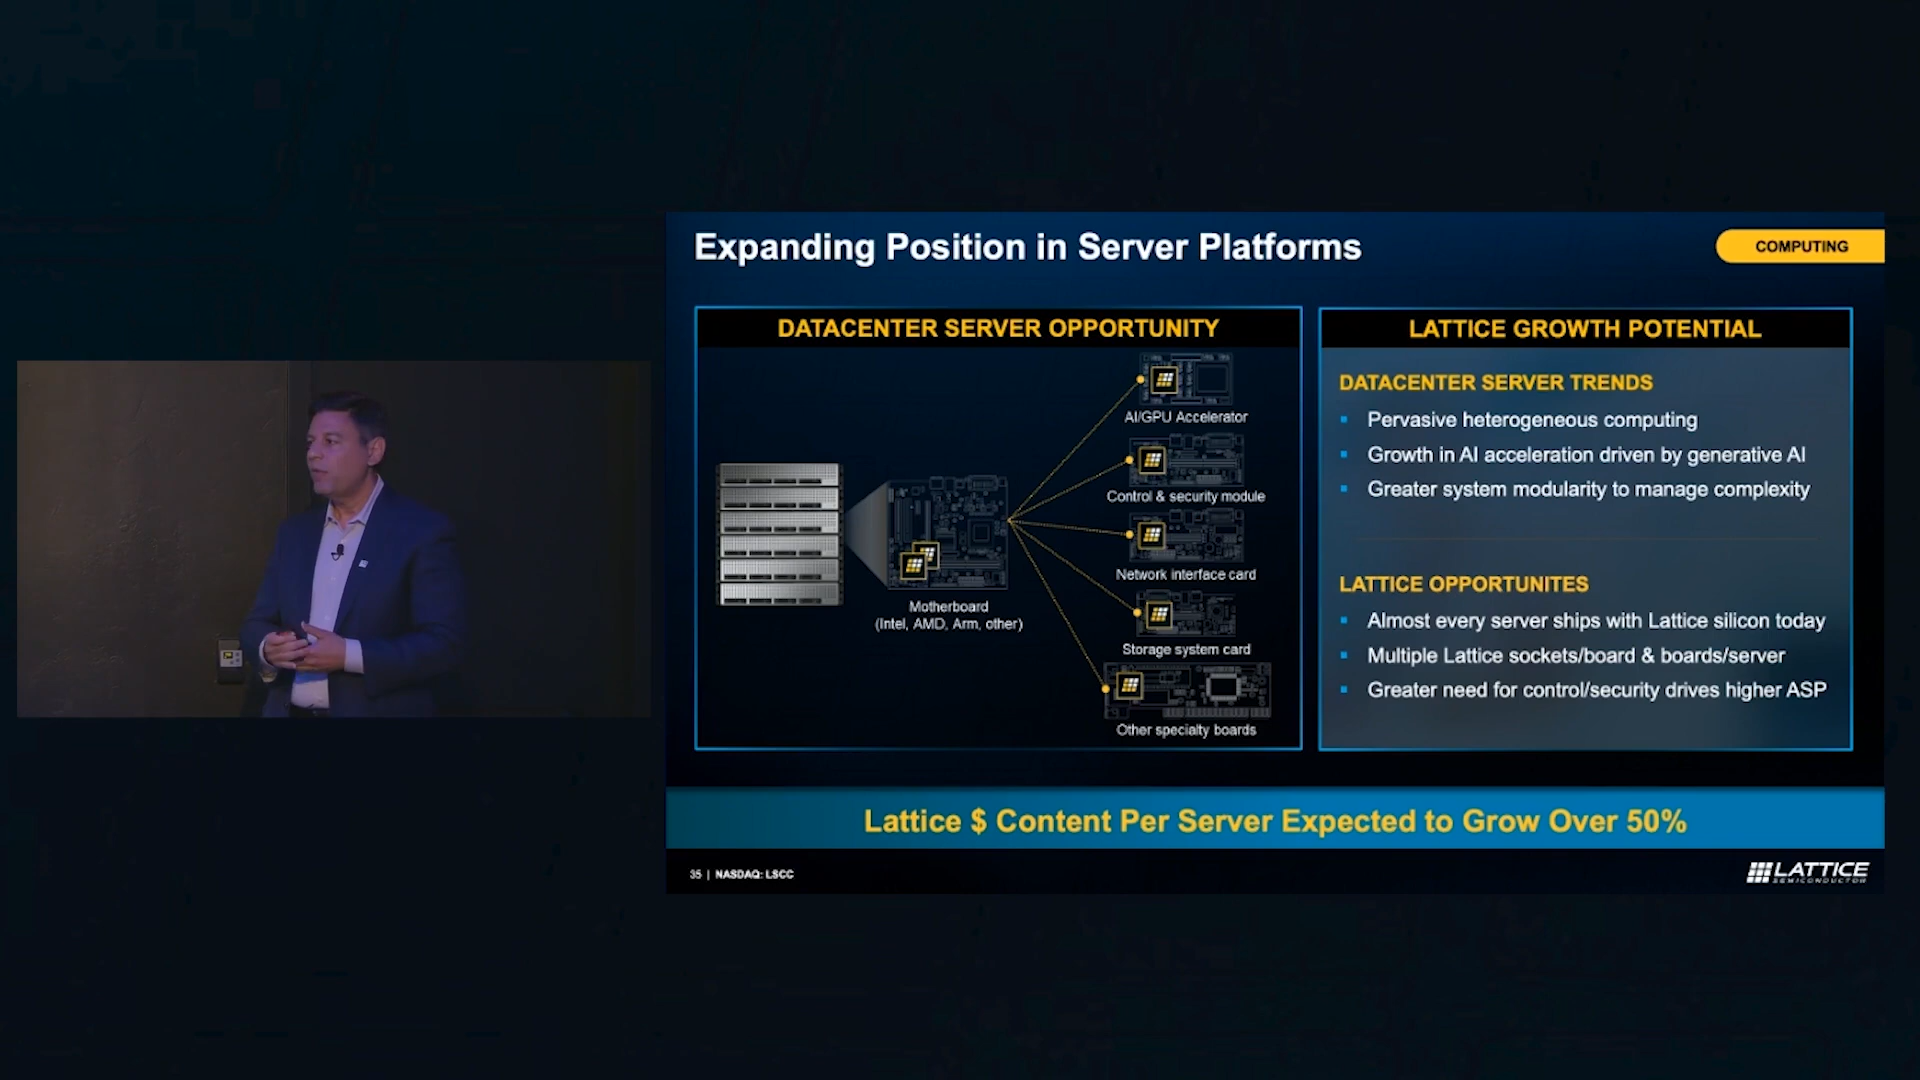 Expanding Position in Server Platforms
COMPUTING
DATACENTER SERVER OPPORTUNITY
AI/GPU Accelerator
Control & security module
Network interface card
Motherboard
(Intel, AMD, Arm, other)
Storage system card
Other specialty boards
LATTICE GROWTH POTENTIAL
DATACENTER SERVER TRENDS
Pervasive heterogeneous computing
Growth in AI acceleration driven by generative AI
Greater system modularity to manage complexity
LATTICE OPPORTUNITES
Almost every server ships with Lattice silicon today
Multiple Lattice sockets/board & boards/server
Greater need for control/security drives higher ASP
Lattice $ Content Per Server Expected to Grow Over 50%
35 | NASDAQ: LSCC
LATTICE
SEMICONDUCTOR